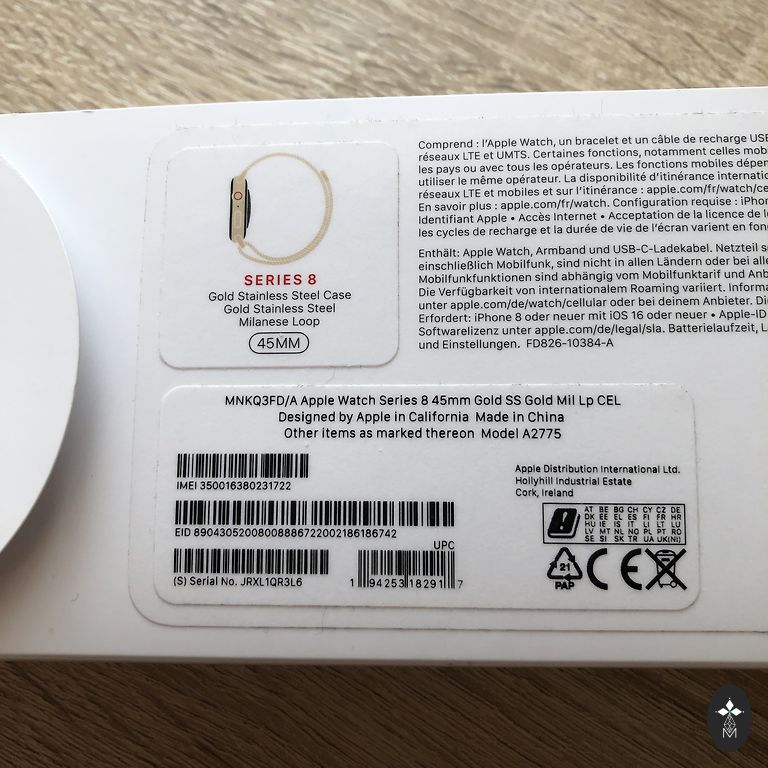 SERIES 8
Gold Stainless Steel Case
Gold Stainless Steel
Milanese Loop
45MM
Comprend : l'Apple Watch, un bracelet et un câble de recharge USB
réseaux LTE et UMTS. Certaines fonctions, notamment celles mob
les pays ou avec tous les opérateurs. Les fonctions mobiles dépen
utiliser le même opérateur. La disponibilité d'itinérance internatio
réseaux LTE et mobiles et sur l'itinérance : apple.com/fr/watch/ce
En savoir plus : apple.com/fr/watch. Configuration requise : iPhon
Identifiant Apple • Accès Internet • Acceptation de la licence de l
les cycles de recharge et la durée de vie de l'écran varient en fonc
Enthält: Apple Watch, Armband und USB-C-Ladekabel. Netzteil s
einschließlich Mobilfunk, sind nicht in allen Ländern oder bei alle
Mobilfunkfunktionen sind abhängig vom Mobilfunktarif und Anb
Die Verfügbarkeit von internationalem Roaming variiert. Informa
unter apple.com/de/watch/cellular oder bei deinem Anbieter. Die
Erfordert: iPhone 8 oder neuer mit iOS 16 oder neuer • Apple-ID
Softwarelizenz unter apple.com/de/legal/sla. Batterielaufzeit, L
und Einstellungen. FD826-10384-A
MNKQ3FD/A Apple Watch Series 8 45mm Gold SS Gold Mil Lp CEL
Designed by Apple in California Made in China
Other items as marked thereon Model A2775
IMEI 350016380231722
EID 89043052008008886722002186186742
UPC
(S) Serial No. JRXL1QR3L6
1 94253 18291 7
Apple Distribution International Ltd.
Hollyhill Industrial Estate
Cork, Ireland
AT BE BG CH CY CZ DE
DK EE EL ES FI FR HR
HU IE IS IT LI LT LU
LV MT NL NO PL PT RO
SE SI SK TR UA UK(NI)
21
PAP
CE
M